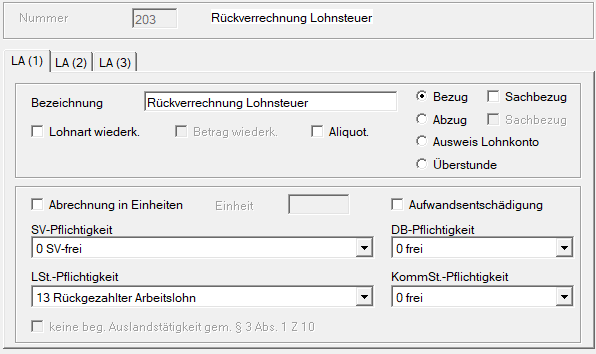 Nummer 203 Rückverrechnung Lohnsteuer
LA (1) LA (2) LA (3)
Bezeichnung Rückverrechnung Lohnsteuer Bezug Sachbezug
Lohnart wiederk. Betrag wiederk. Aliquot. Abzug Sachbezug
Ausweis Lohnkonto
Überstunde
Abrechnung in Einheiten Einheit Aufwandsentschädigung
SV-Pflichtigkeit DB-Pflichtigkeit
0 SV-frei 0 frei
LSt.-Pflichtigkeit KommSt.-Pflichtigkeit
13 Rückgezahlter Arbeitslohn 0 frei
keine beg. Auslandstätigkeit gem. § 3 Abs. 1 Z 10